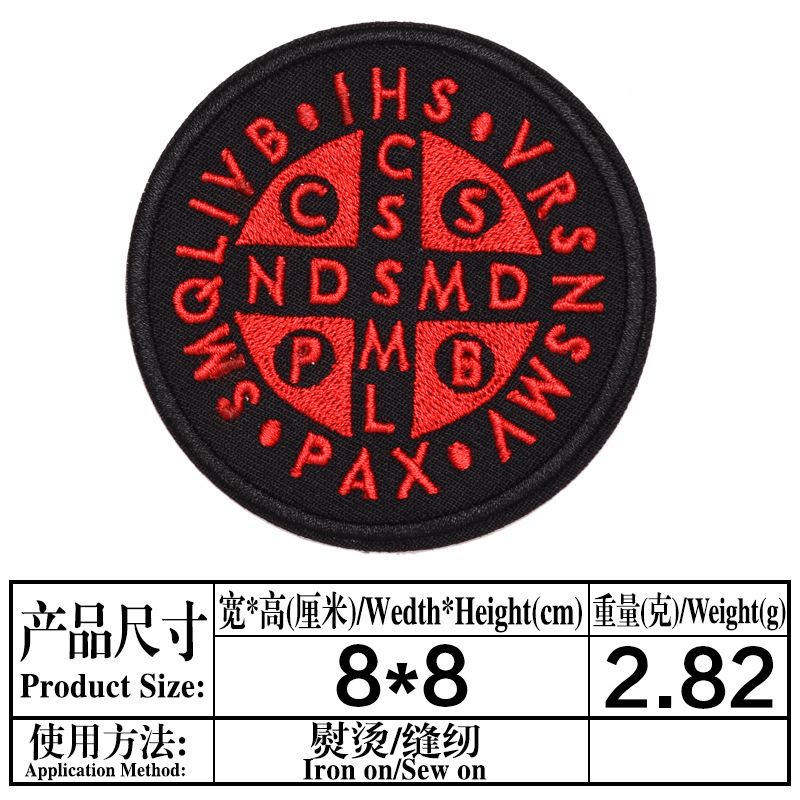 IHS
VRSNSMV
PAX
SMQLIVB
C S
CSSML
NDSMD
P B
产品尺寸
Product Size:
宽*高(厘米)/Wedth*Height(cm)
重量(克)/Weight(g)
8*8
2.82
使用方法:
Application Method:
熨烫/缝纫
Iron on/Sew on